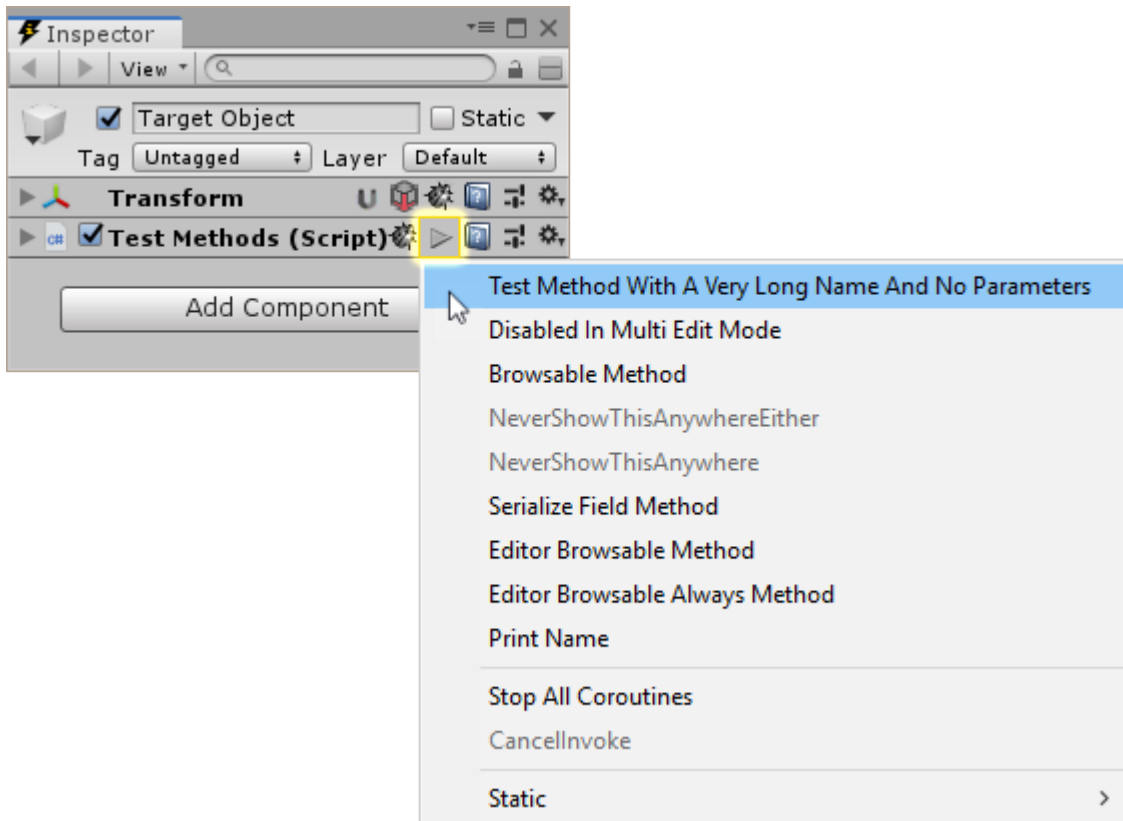 Inspector
View
Target Object Static
Tag Untagged Layer Default
Transform
c# Test Methods (Script)
Add Component
Test Method With A Very Long Name And No Parameters
Disabled In Multi Edit Mode
Browsable Method
NeverShowThisAnywhereEither
NeverShowThisAnywhere
Serialize Field Method
Editor Browsable Method
Editor Browsable Always Method
Print Name
Stop All Coroutines
CancelInvoke
Static